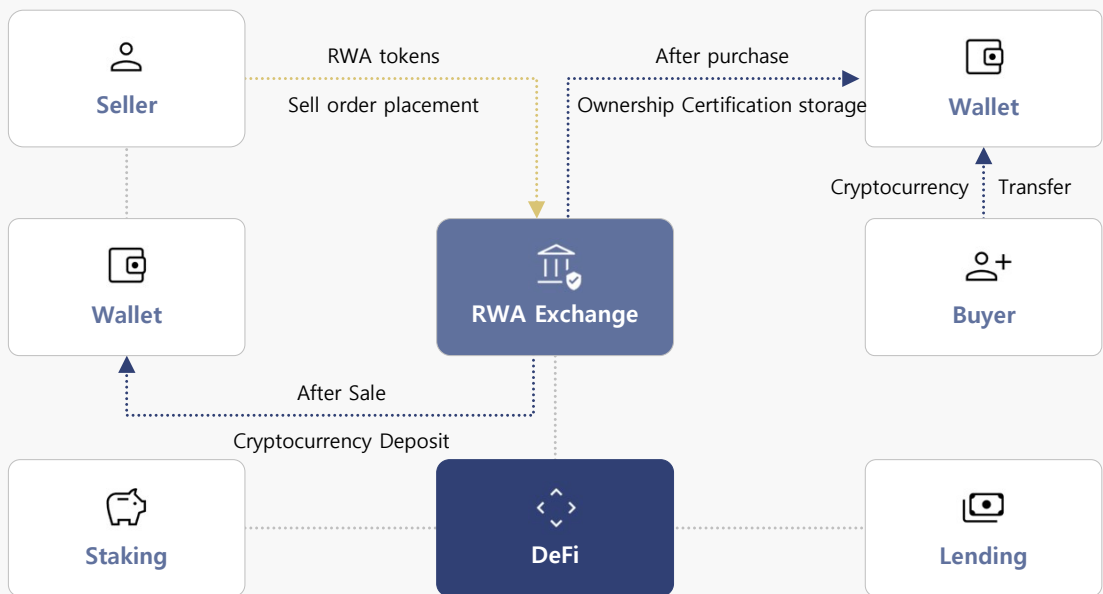 Seller
RWA tokens
Sell order placement
After purchase
Ownership Certification storage
Wallet
Cryptocurrency Transfer
Wallet
RWA Exchange
Buyer
After Sale
Cryptocurrency Deposit
Staking
DeFi
Lending